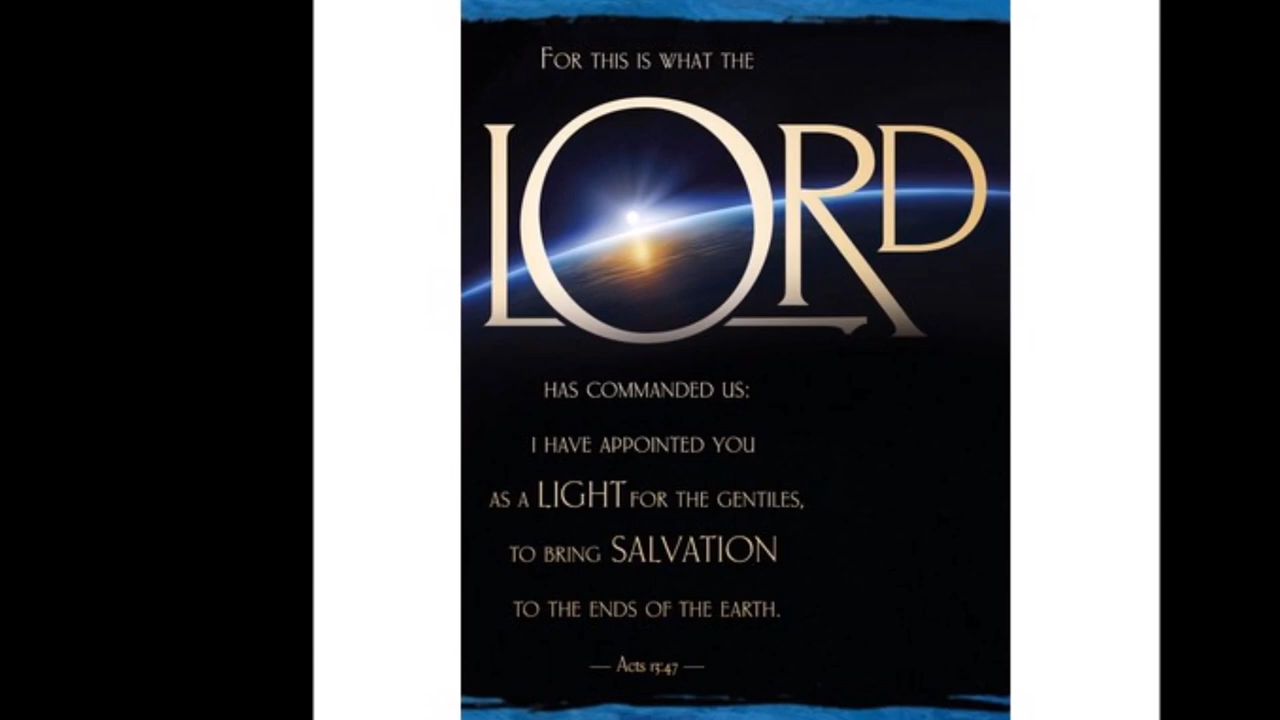 For this is what the
LORD
has commanded us:
I have appointed you
as a LIGHT for the Gentiles,
to bring SALVATION
to the ends of the earth.
— Acts 13:47 —